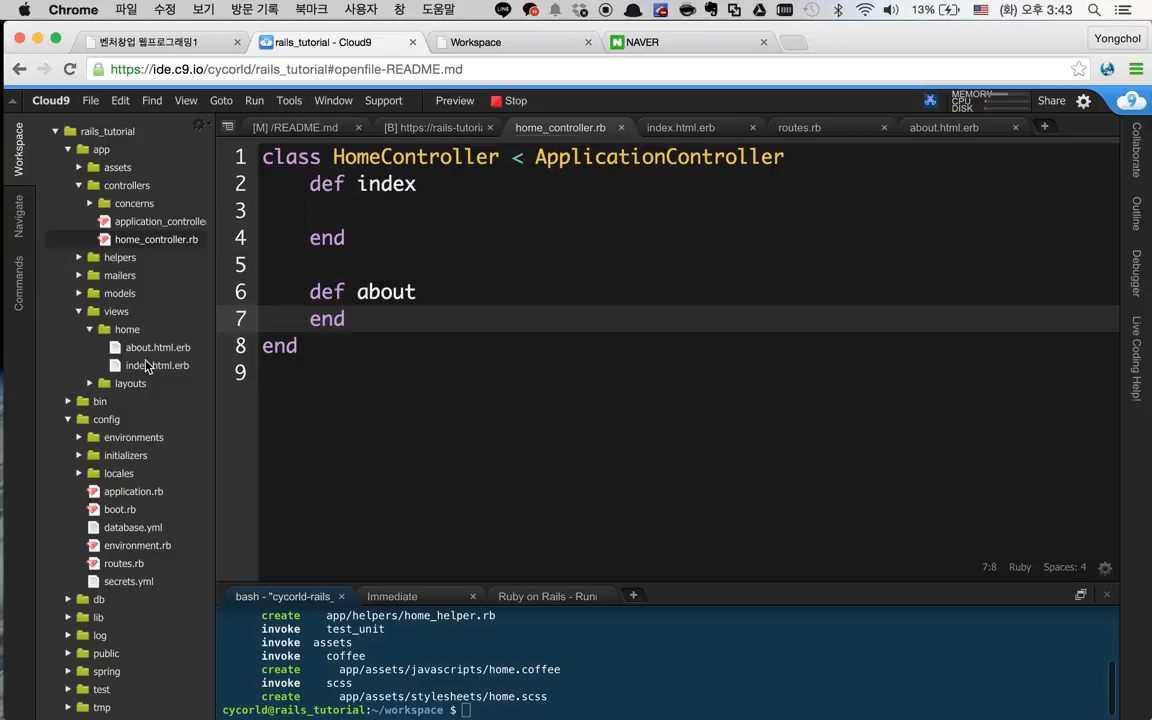 Chrome 파일 수정 보기 방문 기록 북마크 사용자 창 도움말 13% (화) 오후 3:43
벤처창업 웹프로그래밍1 rails_tutorial - Cloud9 Workspace NAVER Yongchol
https://ide.c9.io/cycorld/rails_tutorial#openfile-README.md
Cloud9 File Edit Find View Goto Run Tools Window Support Preview Stop MEMORY CPU DISK Share
[M] /README.md [B] https://rails-tutori home_controller.rb index.html.erb routes.rb about.html.erb
Workspace
Navigate
Commands
rails_tutorial
app
assets
controllers
concerns
application_controlle
home_controller.rb
helpers
mailers
models
views
home
about.html.erb
index.html.erb
layouts
bin
config
environments
initializers
locales
application.rb
boot.rb
database.yml
environment.rb
routes.rb
secrets.yml
db
lib
log
public
spring
test
tmp
1 class HomeController < ApplicationController
2 def index
3
4 end
5
6 def about
7 end
8 end
9
7:8 Ruby Spaces: 4
Collaborate
Outline
Debugger
Live Coding Help!
bash - "cycorld-rails_ Immediate Ruby on Rails - Run
create app/helpers/home_helper.rb
invoke test_unit
invoke assets
invoke coffee
create app/assets/javascripts/home.coffee
invoke scss
create app/assets/stylesheets/home.scss
cycorld@rails_tutorial:~/workspace $